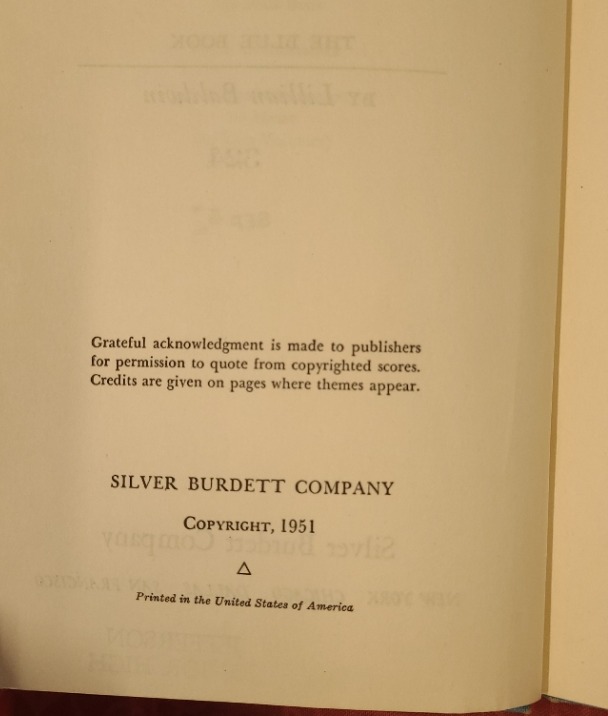 Grateful acknowledgment is made to publishers
for permission to quote from copyrighted scores.
Credits are given on pages where themes appear.
SILVER BURDETT COMPANY
COPYRIGHT, 1951
Printed in the United States of America